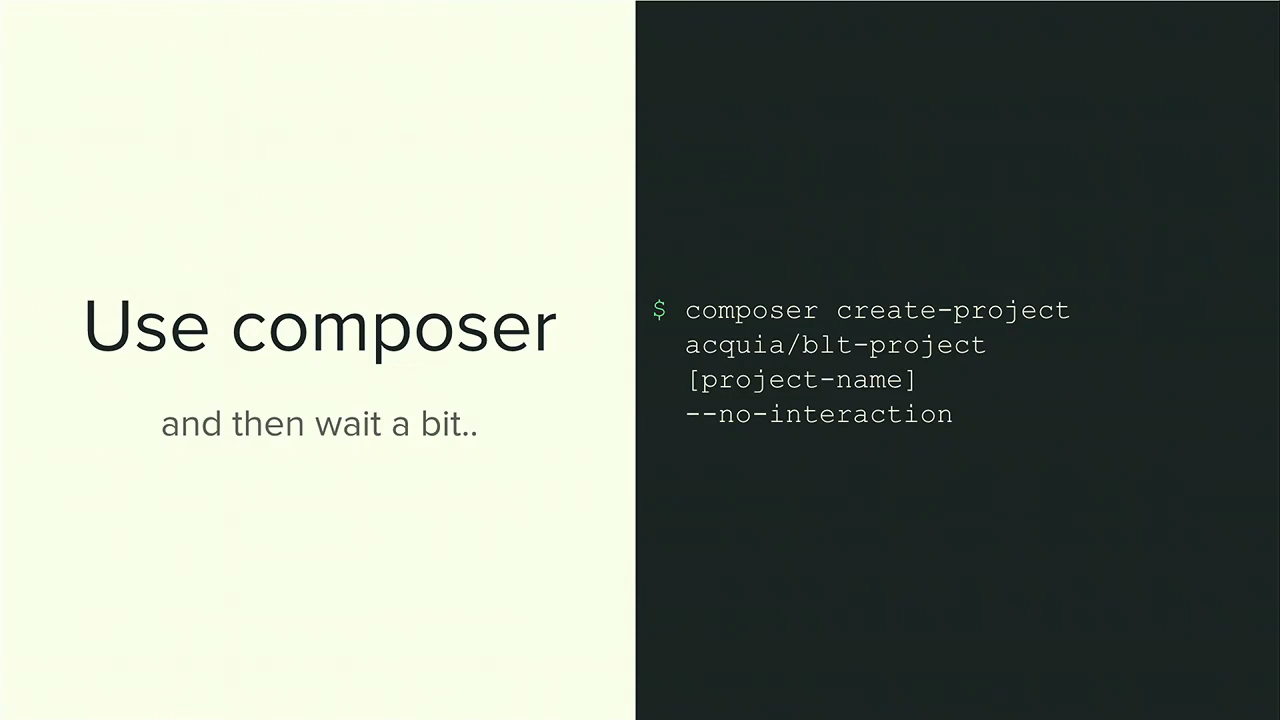 Use composer
and then wait a bit..
$ composer create-project
acquia/blt-project
[project-name]
--no-interaction